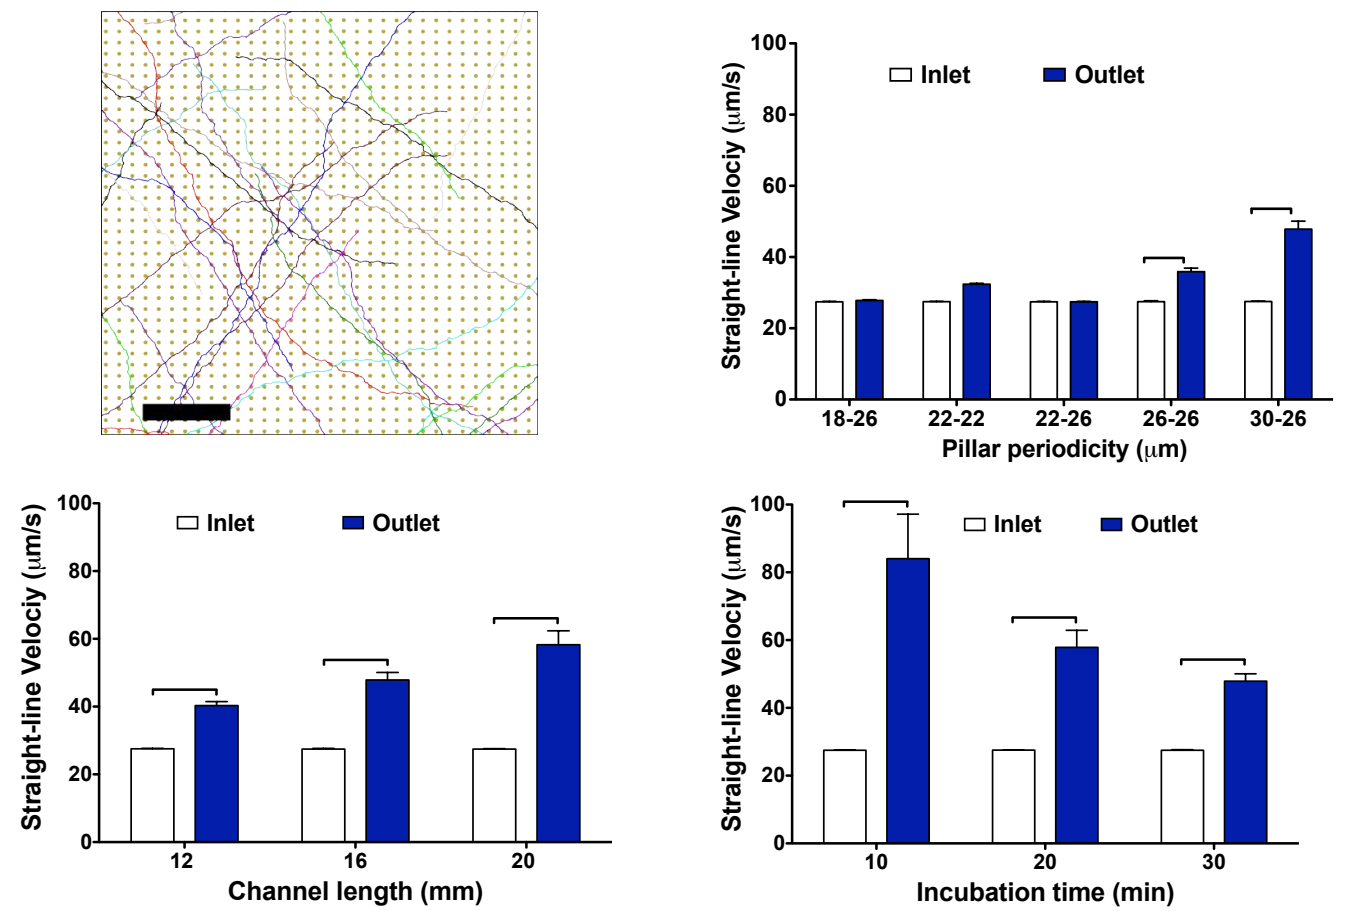 Straight-line Velociy (μm/s)
100
80
60
40
20
0
Inlet
Outlet
18-26
22-22
22-26
26-26
30-26
Pillar periodicity (μm)
Straight-line Velociy (μm/s)
100
80
60
40
20
0
Inlet
Outlet
12
16
20
Channel length (mm)
Straight-line Velociy (μm/s)
100
80
60
40
20
0
Inlet
Outlet
10
20
30
Incubation time (min)